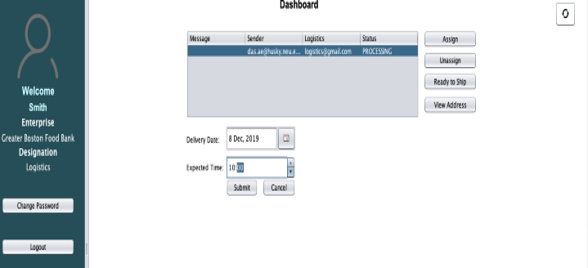 Dashboard
Welcome
Smith
Enterprise
Greater Boston Food Bank
Designation
Logistics
Change Password
Logout
Message Sender Logistics Status
das.ae@husky.neu.e... logistics@gmail.com PROCESSING
Assign
Unassign
Ready to Ship
View Address
Delivery Date: 8 Dec, 2019
Expected Time: 10:00
Submit Cancel